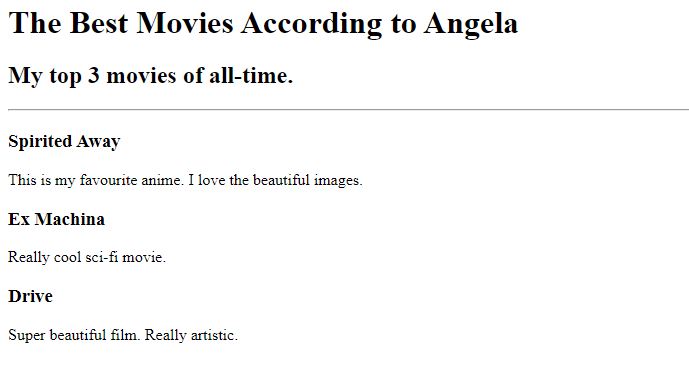 The Best Movies According to Angela
My top 3 movies of all-time.
Spirited Away
This is my favourite anime. I love the beautiful images.
Ex Machina
Really cool sci-fi movie.
Drive
Super beautiful film. Really artistic.